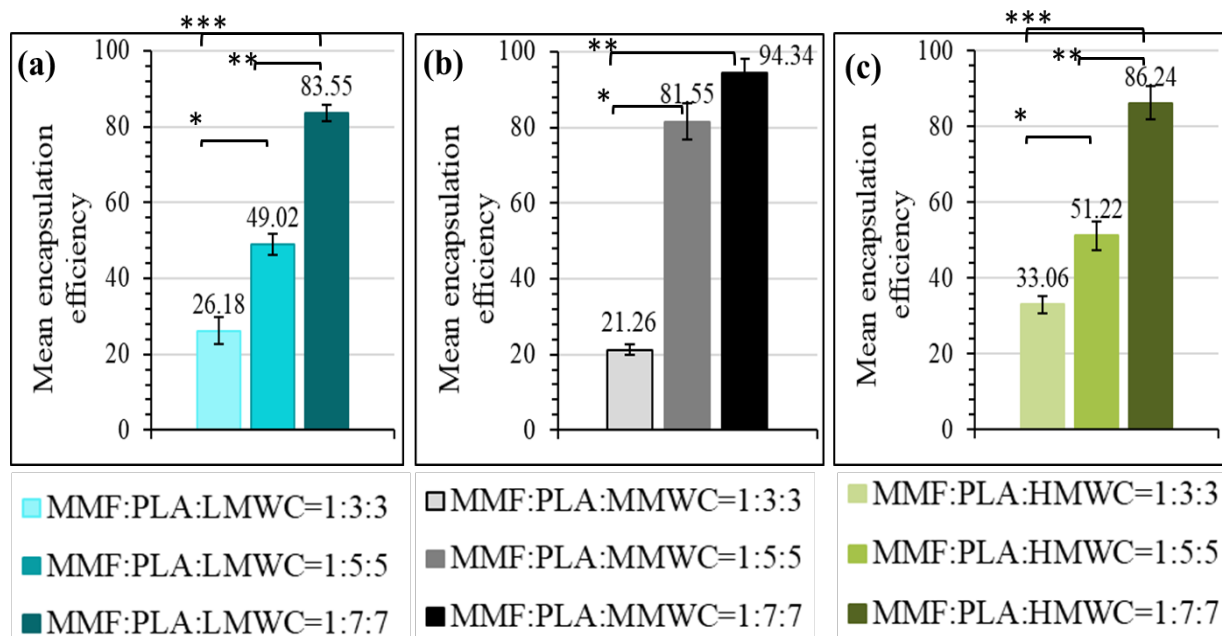 ***
(a)
**
*
100
80
60
40
20
0
Mean encapsulation
efficiency
26.18
49.02
83.55
MMF:PLA:LMWC=1:3:3
MMF:PLA:LMWC=1:5:5
MMF:PLA:LMWC=1:7:7
(b)
**
*
100
80
60
40
20
0
Mean encapsulation
efficiency
21.26
81.55
94.34
MMF:PLA:MMWC=1:3:3
MMF:PLA:MMWC=1:5:5
MMF:PLA:MMWC=1:7:7
***
(c)
**
*
100
80
60
40
20
0
Mean encapsulation
efficiency
33.06
51.22
86.24
MMF:PLA:HMWC=1:3:3
MMF:PLA:HMWC=1:5:5
MMF:PLA:HMWC=1:7:7